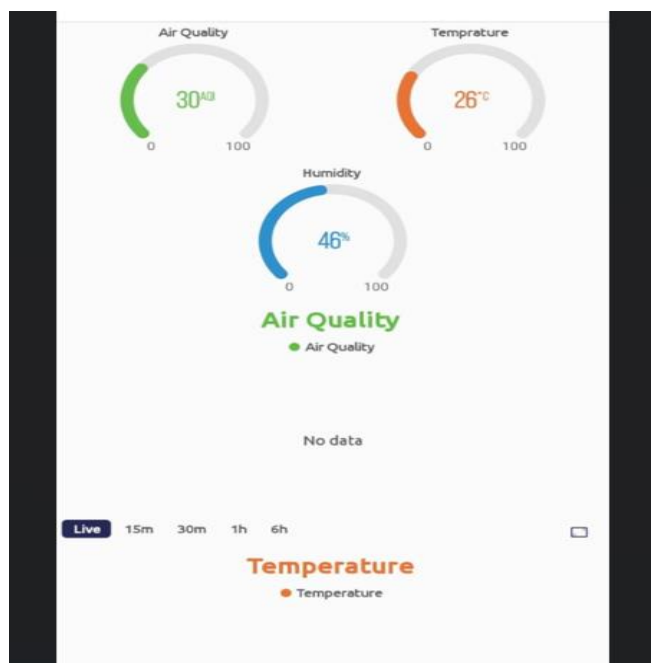 Air Quality
Temprature
30AQI
26°C
0 100
0 100
Humidity
46%
0 100
Air Quality
Air Quality
No data
Live 15m 30m 1h 6h
Temperature
Temperature